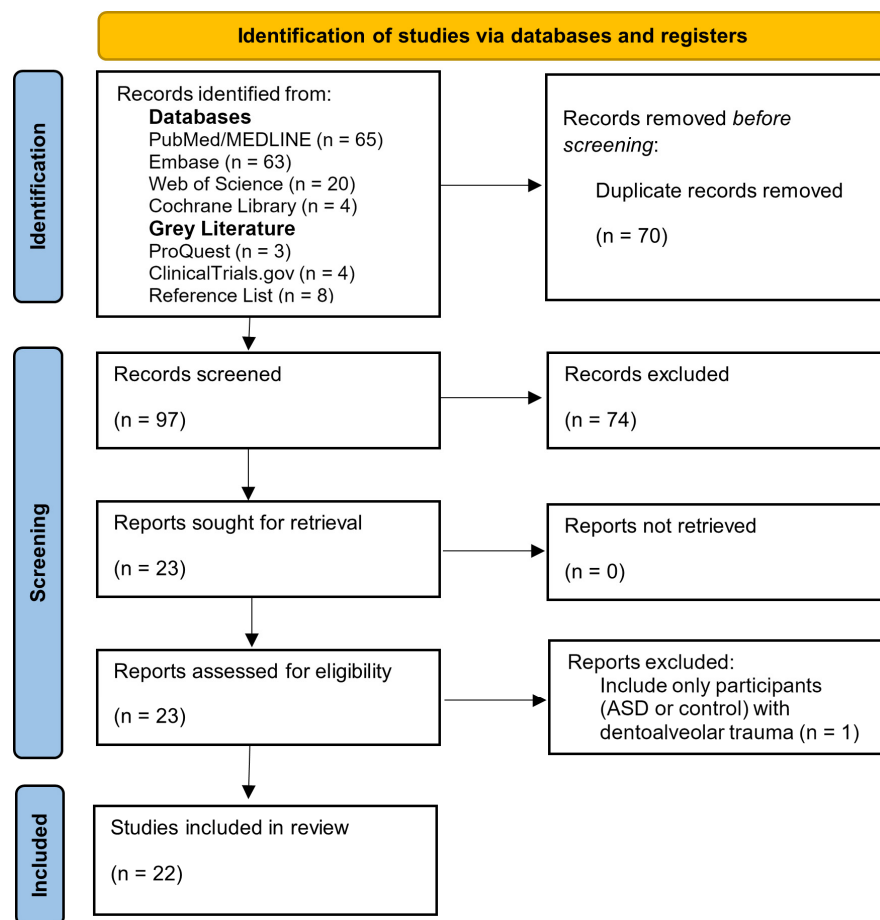 Identification of studies via databases and registers
Identification
Records identified from:
Databases
PubMed/MEDLINE (n = 65)
Embase (n = 63)
Web of Science (n = 20)
Cochrane Library (n = 4)
Grey Literature
ProQuest (n = 3)
ClinicalTrials.gov (n = 4)
Reference List (n = 8)
Records removed before
screening:
Duplicate records removed
(n = 70)
Screening
Records screened
(n = 97)
Records excluded
(n = 74)
Reports sought for retrieval
(n = 23)
Reports not retrieved
(n = 0)
Reports assessed for eligibility
(n = 23)
Reports excluded:
Include only participants
(ASD or control) with
dentoalveolar trauma (n = 1)
Included
Studies included in review
(n = 22)